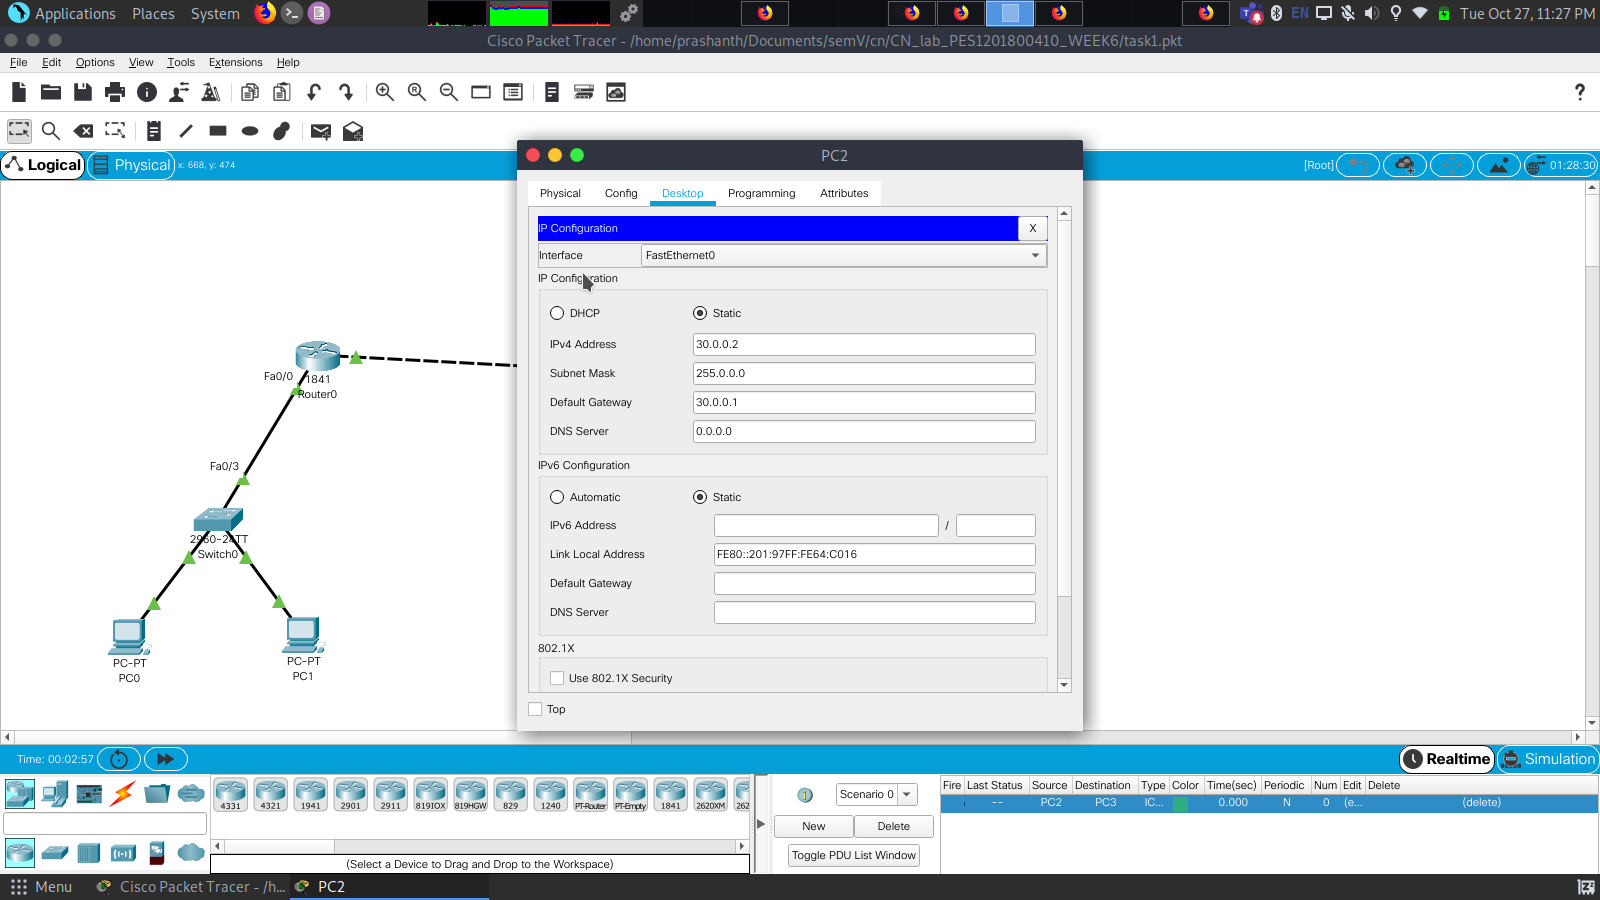 Applications Places System
EN Tue Oct 27, 11:27 PM
Cisco Packet Tracer - /home/prashanth/Documents/semV/cn/CN_lab_PES1201800410_WEEK6/task1.pkt
File Edit Options View Tools Extensions Help
?
Logical Physical x: 668, y: 474 [Root] 01:28:30
PC2
Physical Config Desktop Programming Attributes
IP Configuration X
Interface FastEthernet0
IP Configuration
DHCP Static
IPv4 Address 30.0.0.2
Subnet Mask 255.0.0.0
Default Gateway 30.0.0.1
DNS Server 0.0.0.0
IPv6 Configuration
Automatic Static
IPv6 Address /
Link Local Address FE80::201:97FF:FE64:C016
Default Gateway
DNS Server
802.1X
Use 802.1X Security
Top
Fa0/0
1841
Router0
Fa0/3
2960-24TT
Switch0
PC-PT
PC0
PC-PT
PC1
Time: 00:02:57 Realtime Simulation
4331 4321 1941 2901 2911 819IOX 819HGW 829 1240 PT-Router PT-Empty 1841 2620XM 262
(Select a Device to Drag and Drop to the Workspace)
Scenario 0
New Delete
Toggle PDU List Window
Fire Last Status Source Destination Type Color Time(sec) Periodic Num Edit Delete
-- PC2 PC3 IC... 0.000 N 0 (e... (delete)
Menu Cisco Packet Tracer - /h... PC2